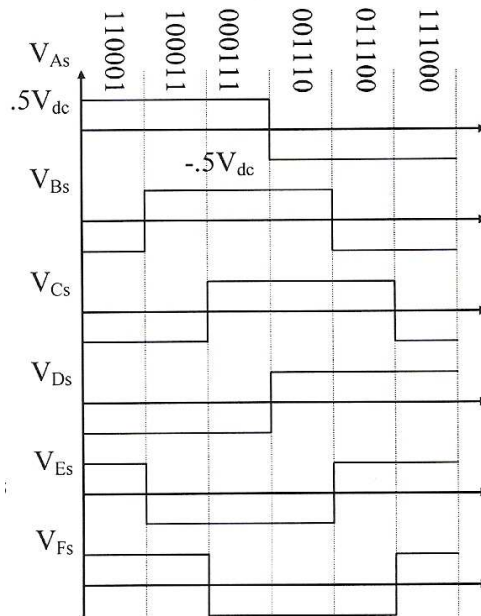 110001
100011
000111
001110
011100
111000
V_As
.5V_dc
-.5V_dc
V_Bs
V_Cs
V_Ds
V_Es
V_Fs